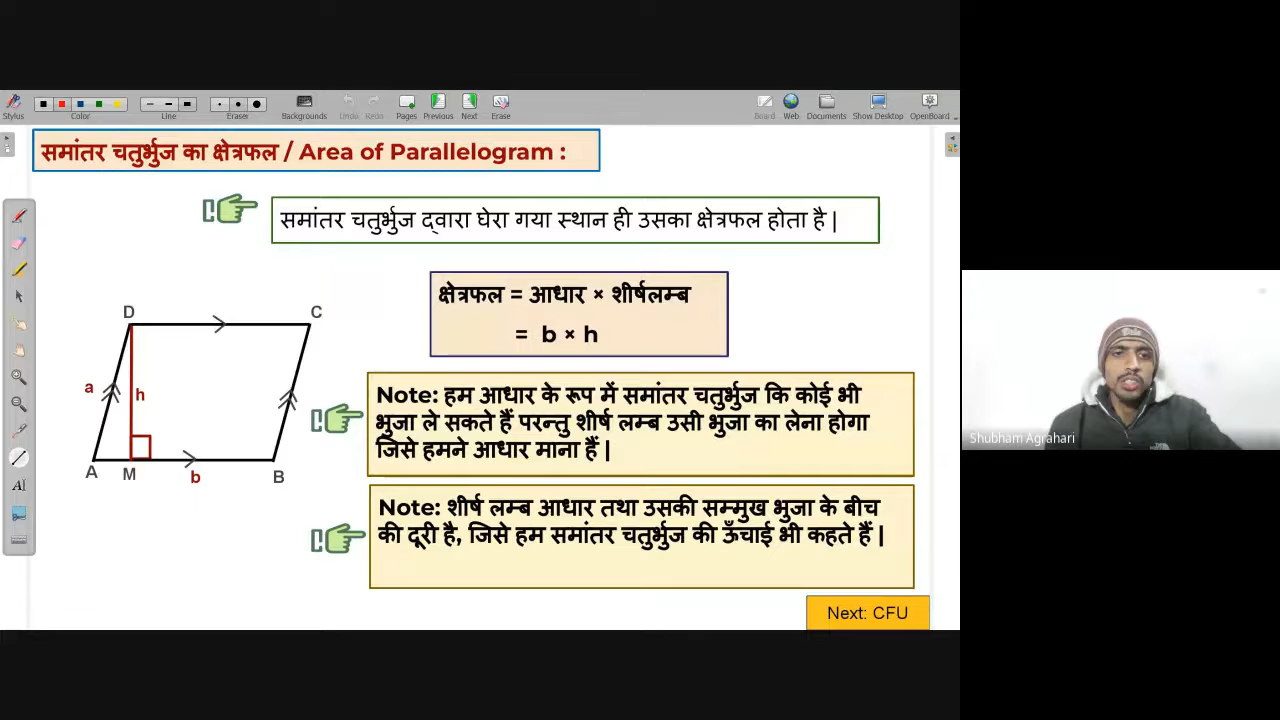 Stylus
Color
Line
Eraser
Backgrounds
Undo
Redo
Pages
Previous
Next
Erase
Board
Web
Documents
Show Desktop
OpenBoard
समांतर चतुर्भुज का क्षेत्रफल / Area of Parallelogram :
समांतर चतुर्भुज द्वारा घेरा गया स्थान ही उसका क्षेत्रफल होता है |
क्षेत्रफल = आधार × शीर्षलम्ब
= b × h
D
C
a
h
A
M
b
B
Note: हम आधार के रूप में समांतर चतुर्भुज कि कोई भी
भुजा ले सकते हैं परन्तु शीर्ष लम्ब उसी भुजा का लेना होगा
जिसे हमने आधार माना हैं |
Note: शीर्ष लम्ब आधार तथा उसकी सम्मुख भुजा के बीच
की दूरी है, जिसे हम समांतर चतुर्भुज की ऊँचाई भी कहते हैं |
Next: CFU
Shubham Agrahari